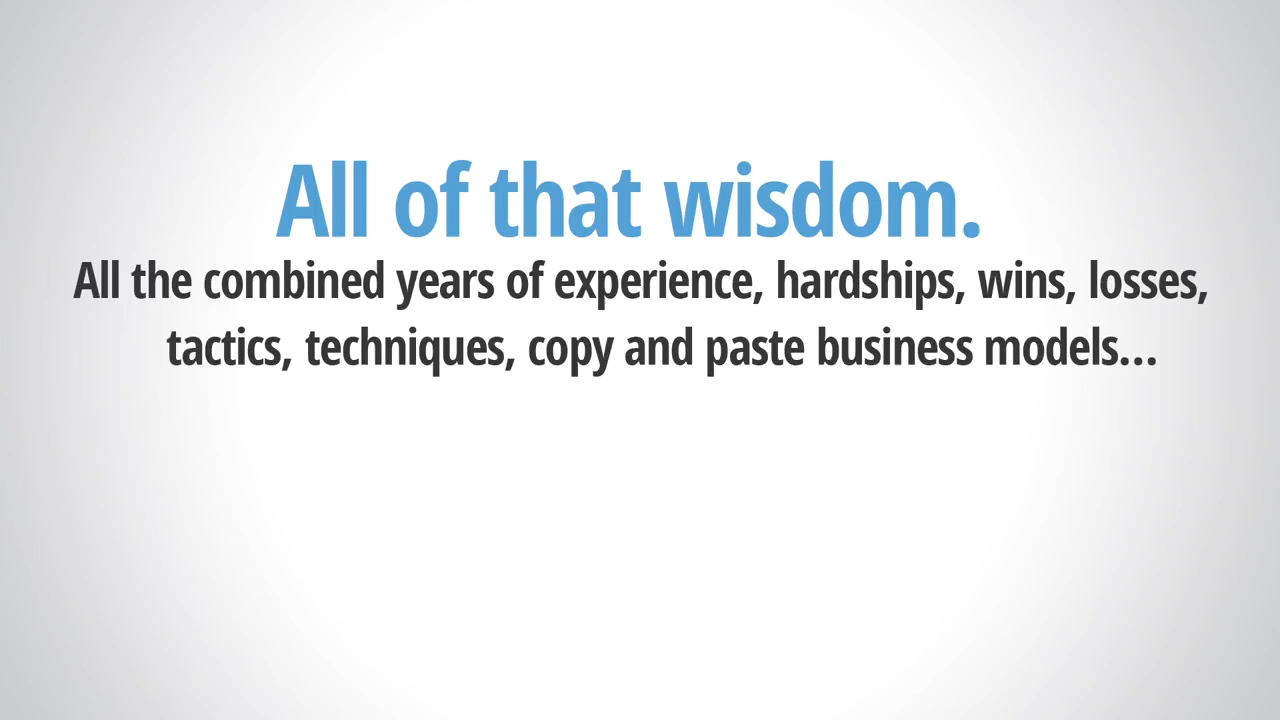 All of that wisdom.
All the combined years of experience, hardships, wins, losses,
tactics, techniques, copy and paste business models...